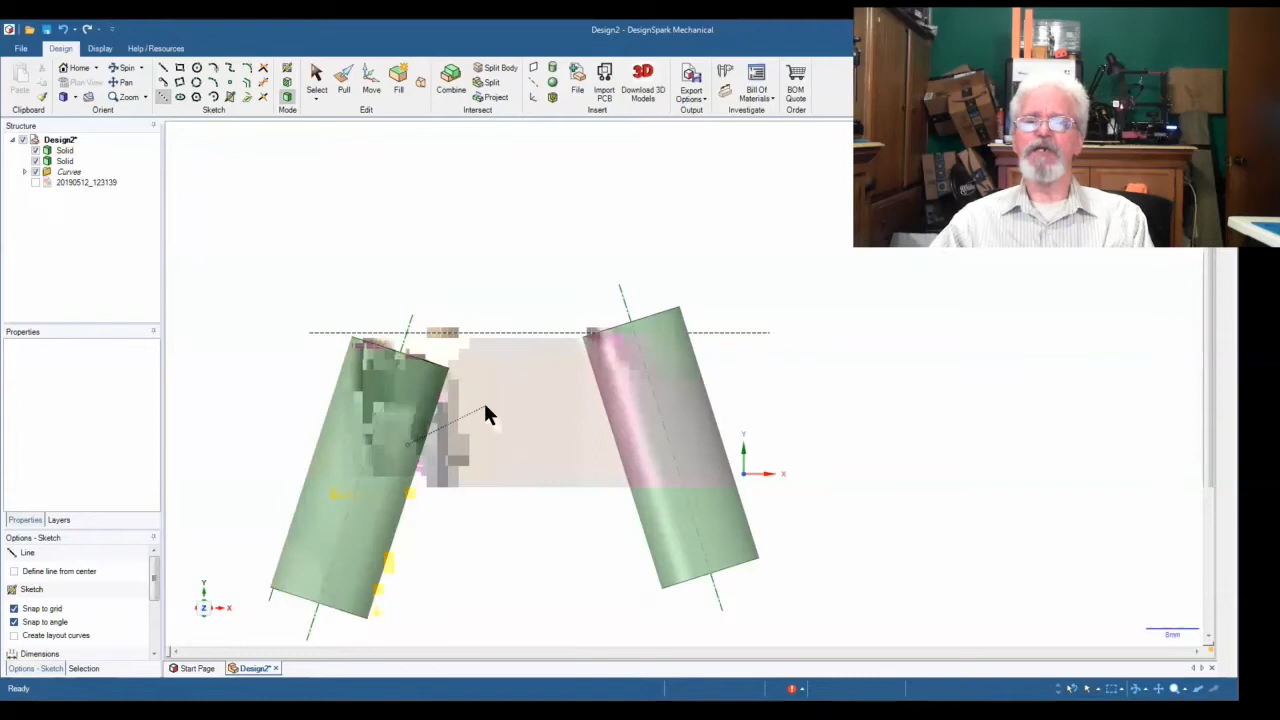 Design2 - DesignSpark Mechanical
File Design Display Help / Resources
Paste
Clipboard
Home Spin
Plan View Pan
Zoom
Orient
Sketch
Mode
Select Pull Move Fill
Edit
Combine
Split Body
Split
Project
Intersect
File Import PCB Download 3D Models
3D
Insert
Export Options
Output
Bill Of Materials
Investigate
BOM Quote
Order
Structure
Design2*
Solid
Solid
Curves
20190512_123139
Properties
Properties Layers
Options - Sketch
Line
Define line from center
Sketch
Snap to grid
Snap to angle
Create layout curves
Dimensions
Options - Sketch Selection
Y
X
Y
Z X
8mm
Start Page Design2*
Ready